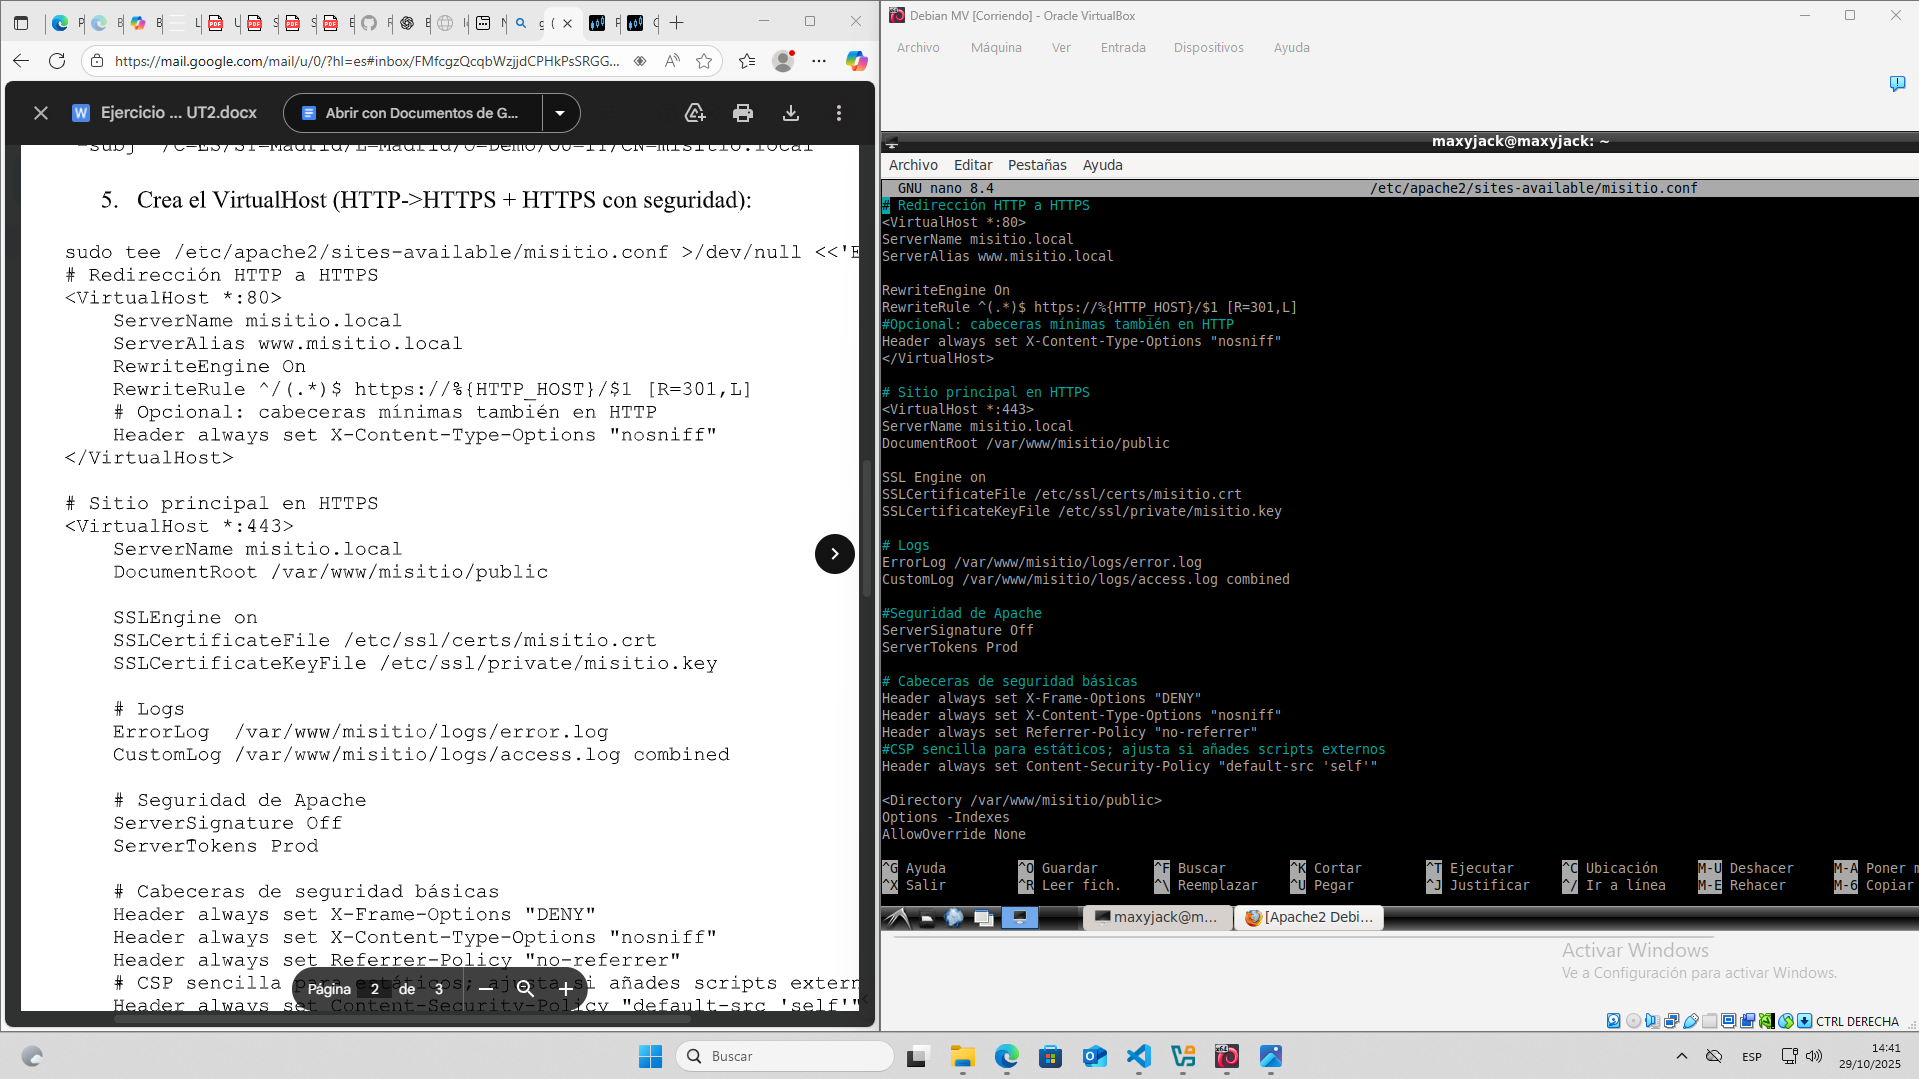 https://mail.google.com/mail/u/0/?hl=es#inbox/FMfcgzQcqbWzjjdCPHkPsSRGG...
Ejercicio ... UT2.docx
Abrir con Documentos de G...
-subj "/C=ES/ST=Madrid/L=Madrid/O=Demo/OU=IT/CN=misitio.local"
5. Crea el VirtualHost (HTTP->HTTPS + HTTPS con seguridad):
sudo tee /etc/apache2/sites-available/misitio.conf >/dev/null <<'E
# Redirección HTTP a HTTPS
<VirtualHost *:80>
ServerName misitio.local
ServerAlias www.misitio.local
RewriteEngine On
RewriteRule ^/(.*)$ https://%{HTTP_HOST}/$1 [R=301,L]
# Opcional: cabeceras mínimas también en HTTP
Header always set X-Content-Type-Options "nosniff"
</VirtualHost>
# Sitio principal en HTTPS
<VirtualHost *:443>
ServerName misitio.local
DocumentRoot /var/www/misitio/public
SSLEngine on
SSLCertificateFile /etc/ssl/certs/misitio.crt
SSLCertificateKeyFile /etc/ssl/private/misitio.key
# Logs
ErrorLog /var/www/misitio/logs/error.log
CustomLog /var/www/misitio/logs/access.log combined
# Seguridad de Apache
ServerSignature Off
ServerTokens Prod
# Cabeceras de seguridad básicas
Header always set X-Frame-Options "DENY"
Header always set X-Content-Type-Options "nosniff"
Header always set Referrer-Policy "no-referrer"
# CSP sencilla para estáticos; ajusta si añades scripts extern
Header always set Content-Security-Policy "default-src 'self'"
Página 2 de 3
Debian MV [Corriendo] - Oracle VirtualBox
Archivo Máquina Ver Entrada Dispositivos Ayuda
maxyjack@maxyjack: ~
Archivo Editar Pestañas Ayuda
GNU nano 8.4 /etc/apache2/sites-available/misitio.conf
# Redirección HTTP a HTTPS
<VirtualHost *:80>
ServerName misitio.local
ServerAlias www.misitio.local
RewriteEngine On
RewriteRule ^(.*)$ https://%{HTTP_HOST}/$1 [R=301,L]
#Opcional: cabeceras mínimas también en HTTP
Header always set X-Content-Type-Options "nosniff"
</VirtualHost>
# Sitio principal en HTTPS
<VirtualHost *:443>
ServerName misitio.local
DocumentRoot /var/www/misitio/public
SSL Engine on
SSLCertificateFile /etc/ssl/certs/misitio.crt
SSLCertificateKeyFile /etc/ssl/private/misitio.key
# Logs
ErrorLog /var/www/misitio/logs/error.log
CustomLog /var/www/misitio/logs/access.log combined
#Seguridad de Apache
ServerSignature Off
ServerTokens Prod
# Cabeceras de seguridad básicas
Header always set X-Frame-Options "DENY"
Header always set X-Content-Type-Options "nosniff"
Header always set Referrer-Policy "no-referrer"
#CSP sencilla para estáticos; ajusta si añades scripts externos
Header always set Content-Security-Policy "default-src 'self'"
<Directory /var/www/misitio/public>
Options -Indexes
AllowOverride None
^G Ayuda ^O Guardar ^F Buscar ^K Cortar ^T Ejecutar ^C Ubicación M-U Deshacer M-A Poner m
^X Salir ^R Leer fich. ^\ Reemplazar ^U Pegar ^J Justificar ^/ Ir a línea M-E Rehacer M-6 Copiar
maxyjack@m... [Apache2 Debi...
Activar Windows
Ve a Configuración para activar Windows.
CTRL DERECHA
Buscar
ESP
14:41
29/10/2025